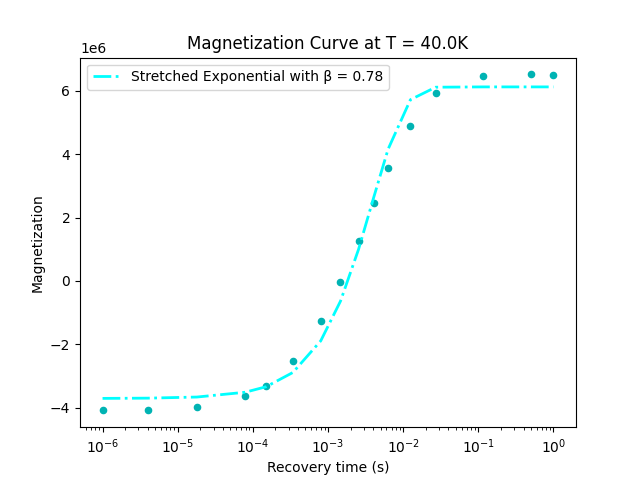 Magnetization Curve at T = 40.0K
1e6
Stretched Exponential with β = 0.78
Magnetization
6
4
2
0
−2
−4
10⁻⁶ 10⁻⁵ 10⁻⁴ 10⁻³ 10⁻² 10⁻¹ 10⁰
Recovery time (s)